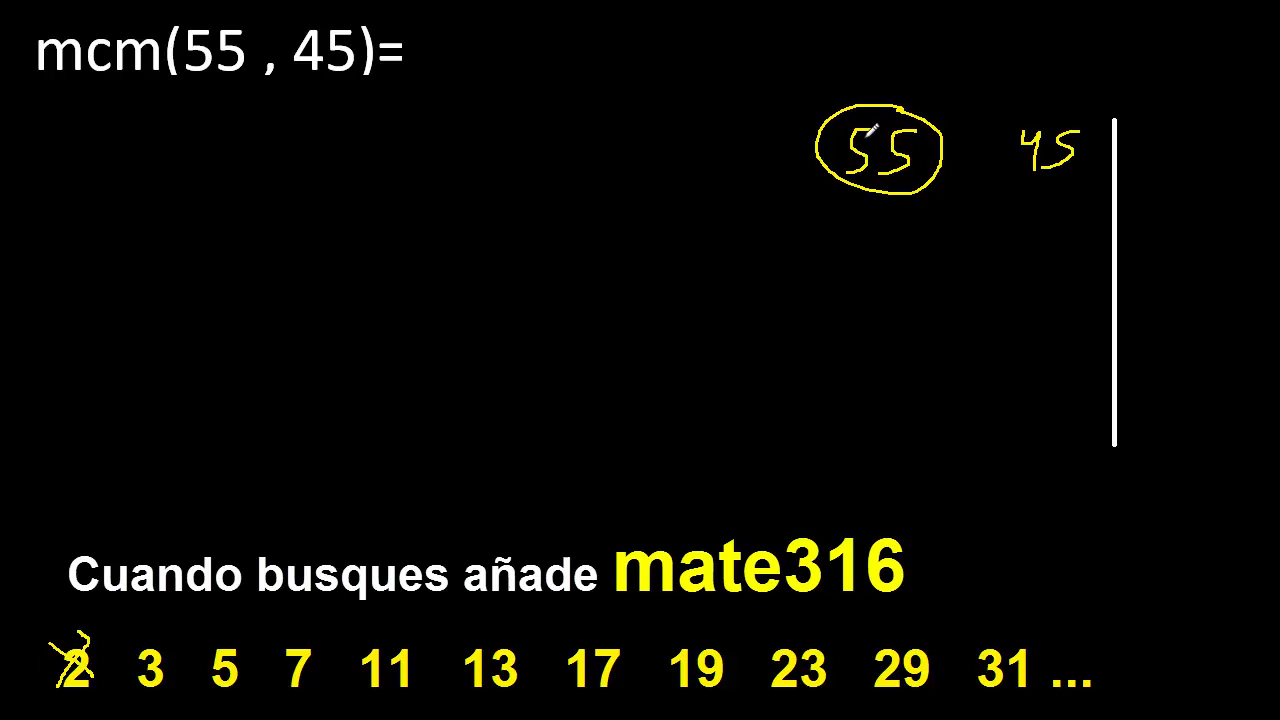 mcm(55 , 45)=
55 45
Cuando busques añade mate316
2 3 5 7 11 13 17 19 23 29 31 ...